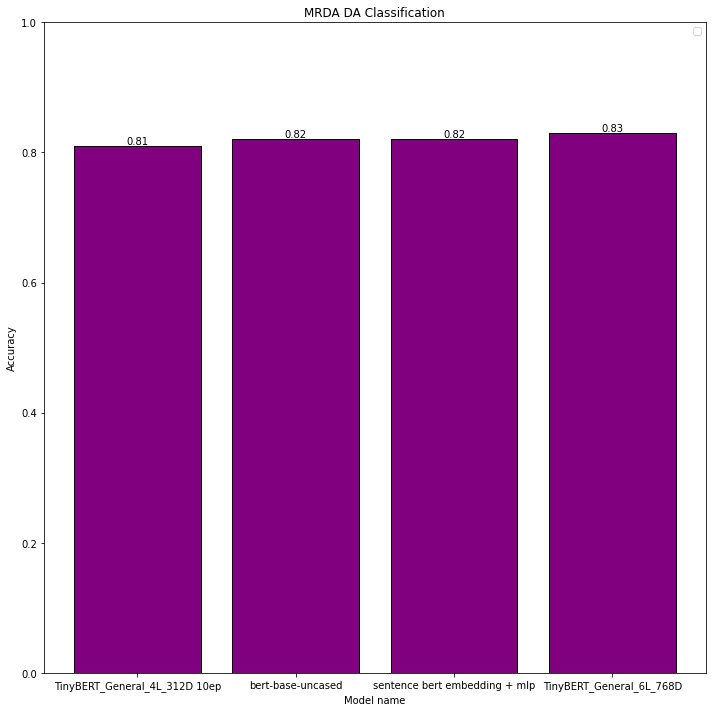 MRDA DA Classification
1.0
0.8
0.6
0.4
0.2
0.0
Accuracy
0.81
0.82
0.82
0.83
TinyBERT_General_4L_312D 10ep
bert-base-uncased
sentence bert embedding + mlp
TinyBERT_General_6L_768D
Model name